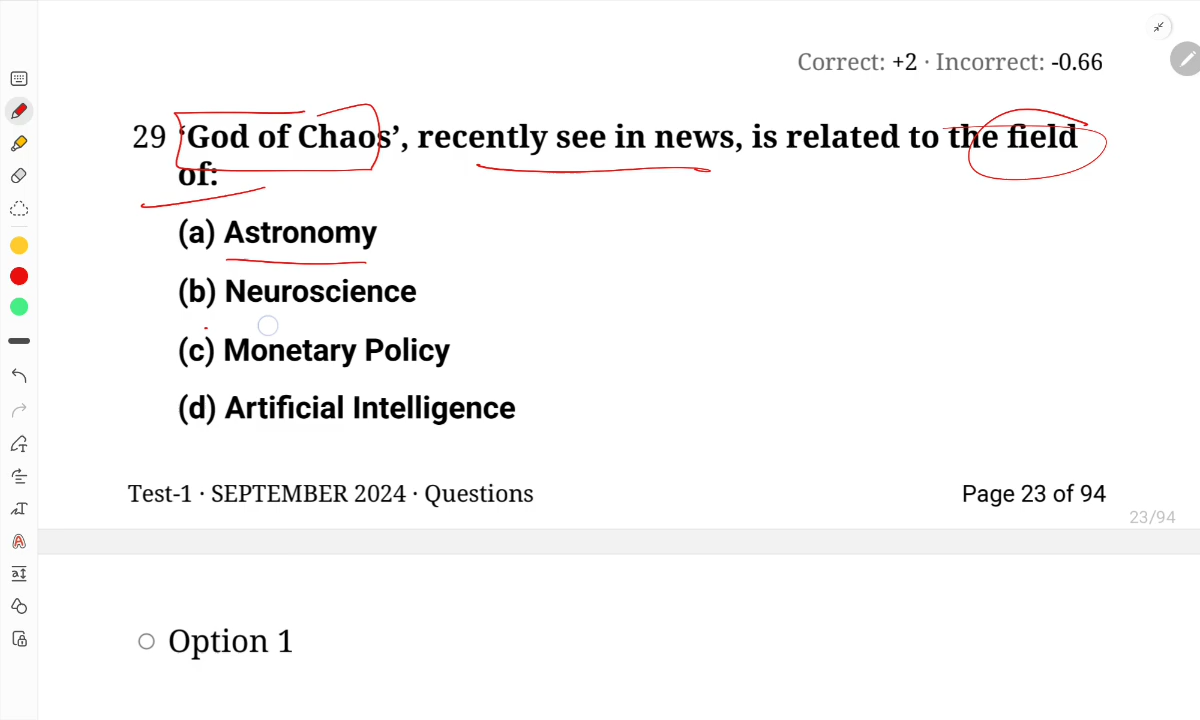 Correct: +2 · Incorrect: -0.66
29 ‘God of Chaos’, recently see in news, is related to the field
of:
(a) Astronomy
(b) Neuroscience
(c) Monetary Policy
(d) Artificial Intelligence
Test-1 · SEPTEMBER 2024 · Questions Page 23 of 94
23/94
Option 1